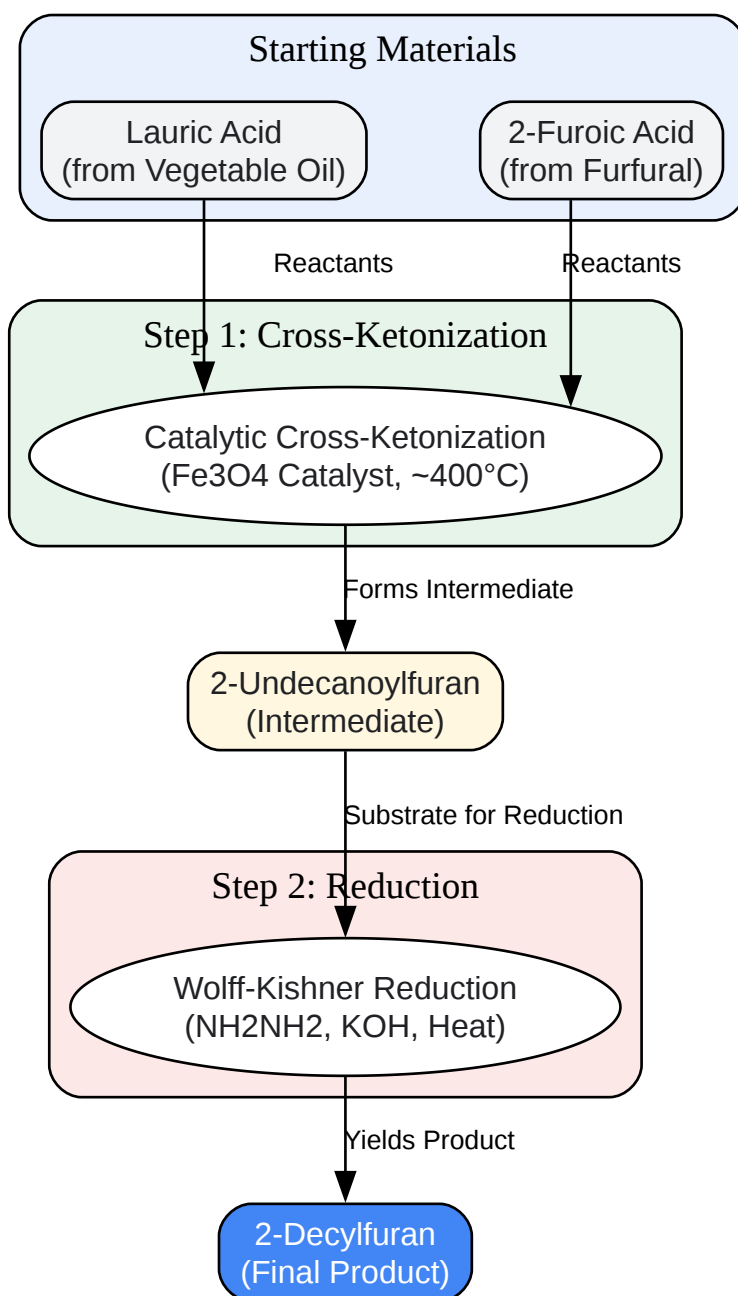 Starting Materials
Lauric Acid
(from Vegetable Oil)
2-Furoic Acid
(from Furfural)
Reactants
Reactants
Step 1: Cross-Ketonization
Catalytic Cross-Ketonization
(Fe3O4 Catalyst, ~400°C)
Forms Intermediate
2-Undecanoylfuran
(Intermediate)
Substrate for Reduction
Step 2: Reduction
Wolff-Kishner Reduction
(NH2NH2, KOH, Heat)
Yields Product
2-Decylfuran
(Final Product)